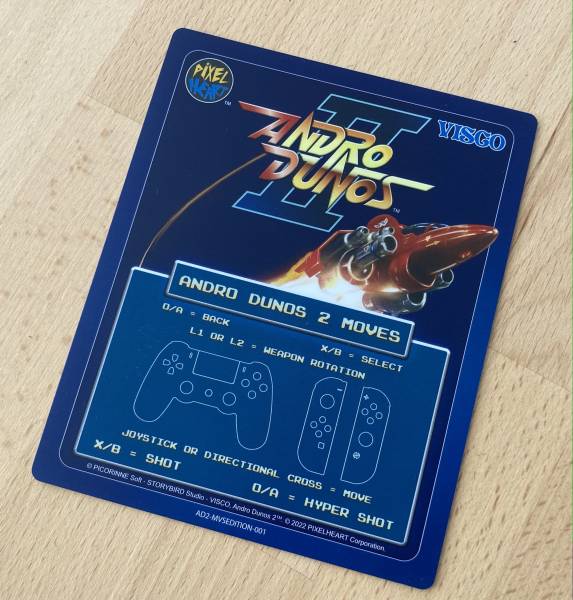 PIXEL
HEART
™
VISCO
II
ANDRO
DUNOS
™
ANDRO DUNOS 2 MOVES
O/A = BACK
X/B = SELECT
L1 OR L2 = WEAPON ROTATION
JOYSTICK OR DIRECTIONAL CROSS = MOVE
X/B = SHOT
O/A = HYPER SHOT
© PICORINNE Soft - STORYBIRD Studio - VISCO, Andro Dunos 2™ © 2022 PIXELHEART Corporation.
AD2-MVSEDITION-001